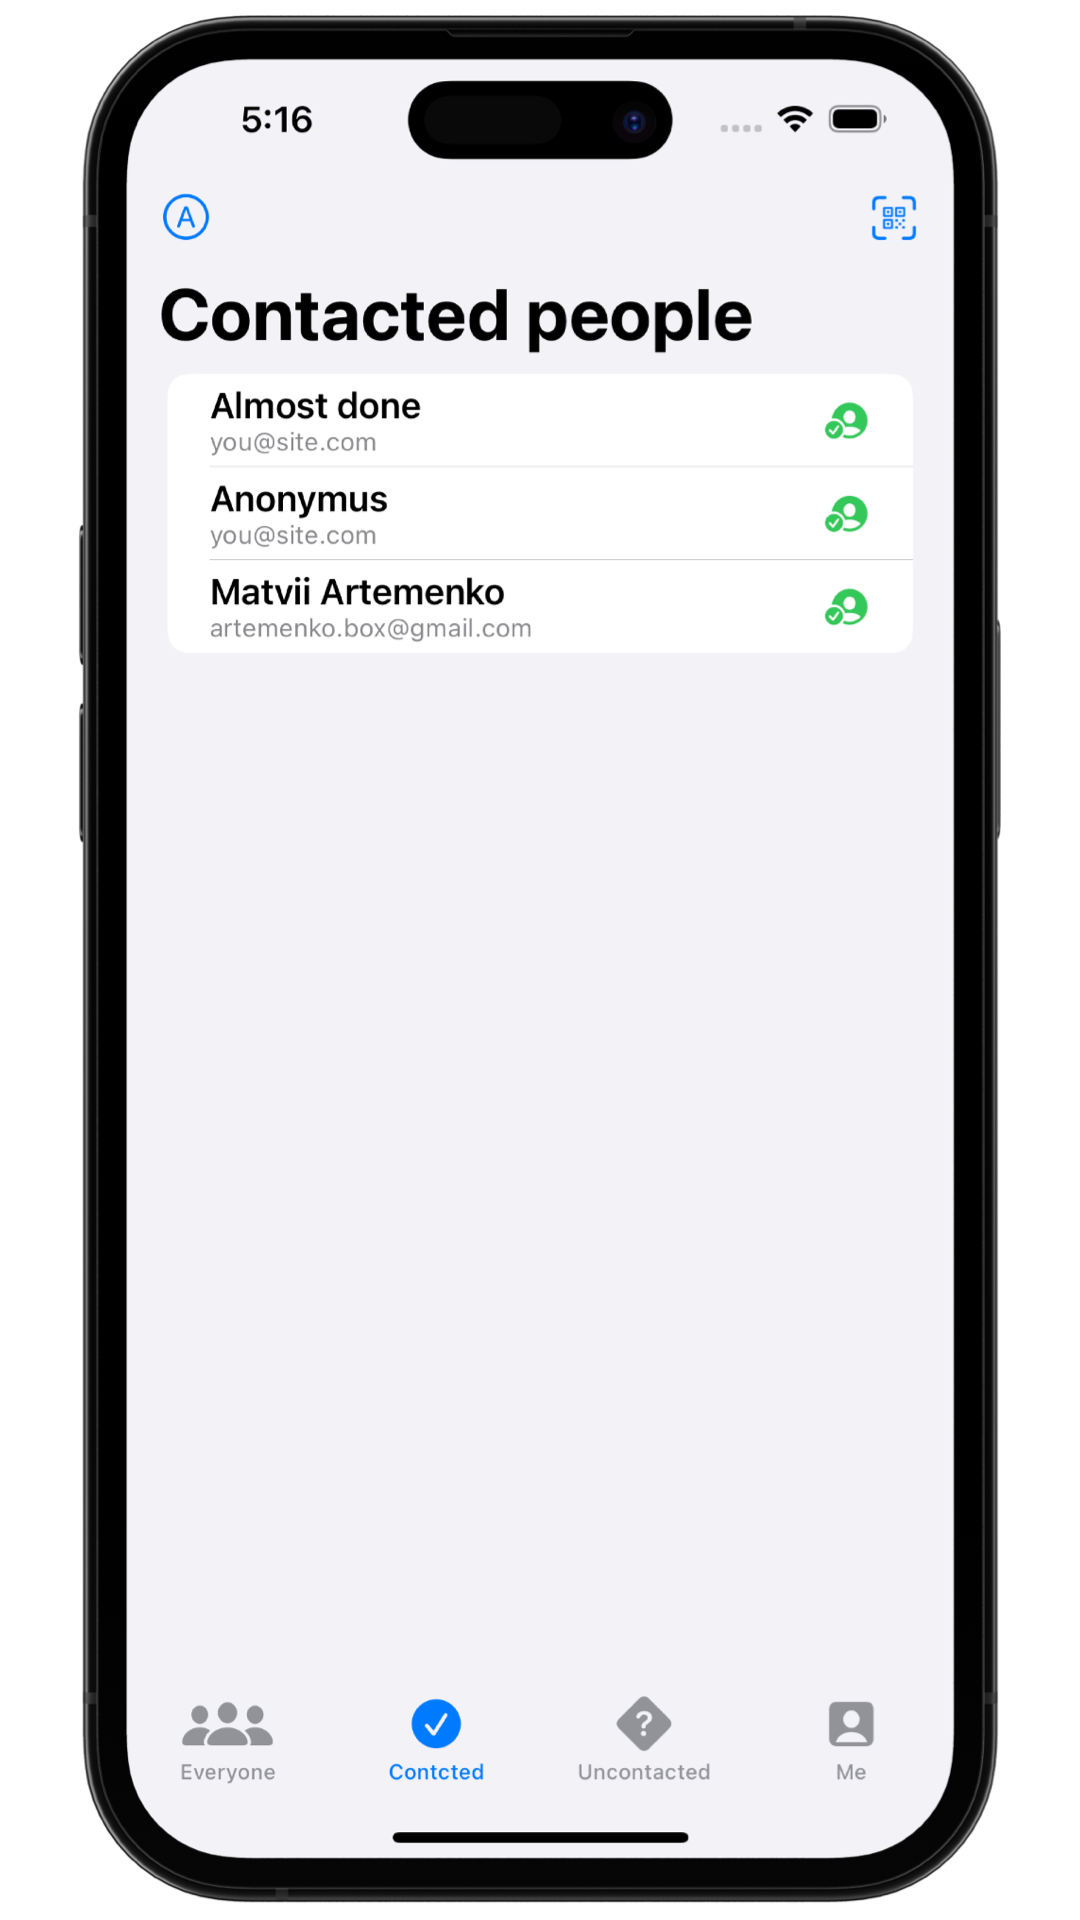 5:16
A
Contacted people
Almost done
you@site.com
Anonymus
you@site.com
Matvii Artemenko
artemenko.box@gmail.com
?
Everyone
Contcted
Uncontacted
Me